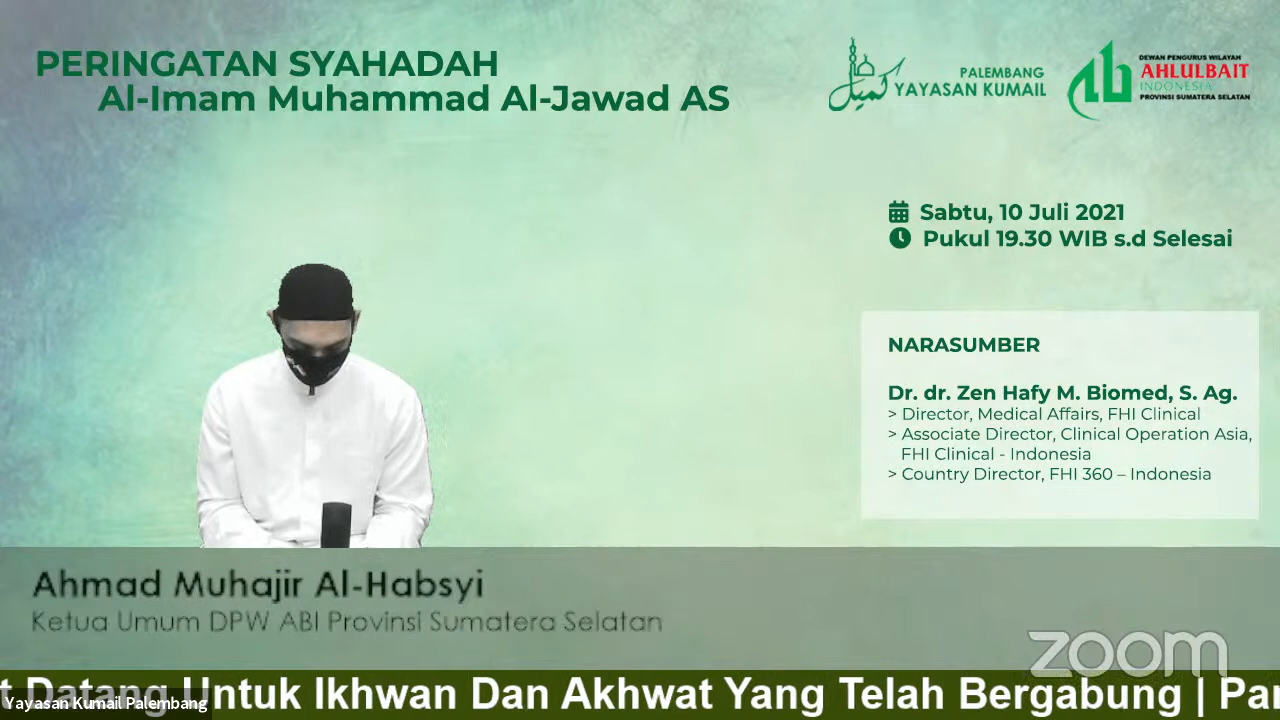 PERINGATAN SYAHADAH
Al-Imam Muhammad Al-Jawad AS
كميل
PALEMBANG
YAYASAN KUMAIL
DEWAN PENGURUS WILAYAH
AHLULBAIT
INDONESIA
PROVINSI SUMATERA SELATAN
Sabtu, 10 Juli 2021
Pukul 19.30 WIB s.d Selesai
NARASUMBER
Dr. dr. Zen Hafy M. Biomed, S. Ag.
> Director, Medical Affairs, FHI Clinical
> Associate Director, Clinical Operation Asia,
FHI Clinical - Indonesia
> Country Director, FHI 360 – Indonesia
Ahmad Muhajir Al-Habsyi
Ketua Umum DPW ABI Provinsi Sumatera Selatan
zoom
t Datang Untuk Ikhwan Dan Akhwat Yang Telah Bergabung | Par
Yayasan Kumail Palembang